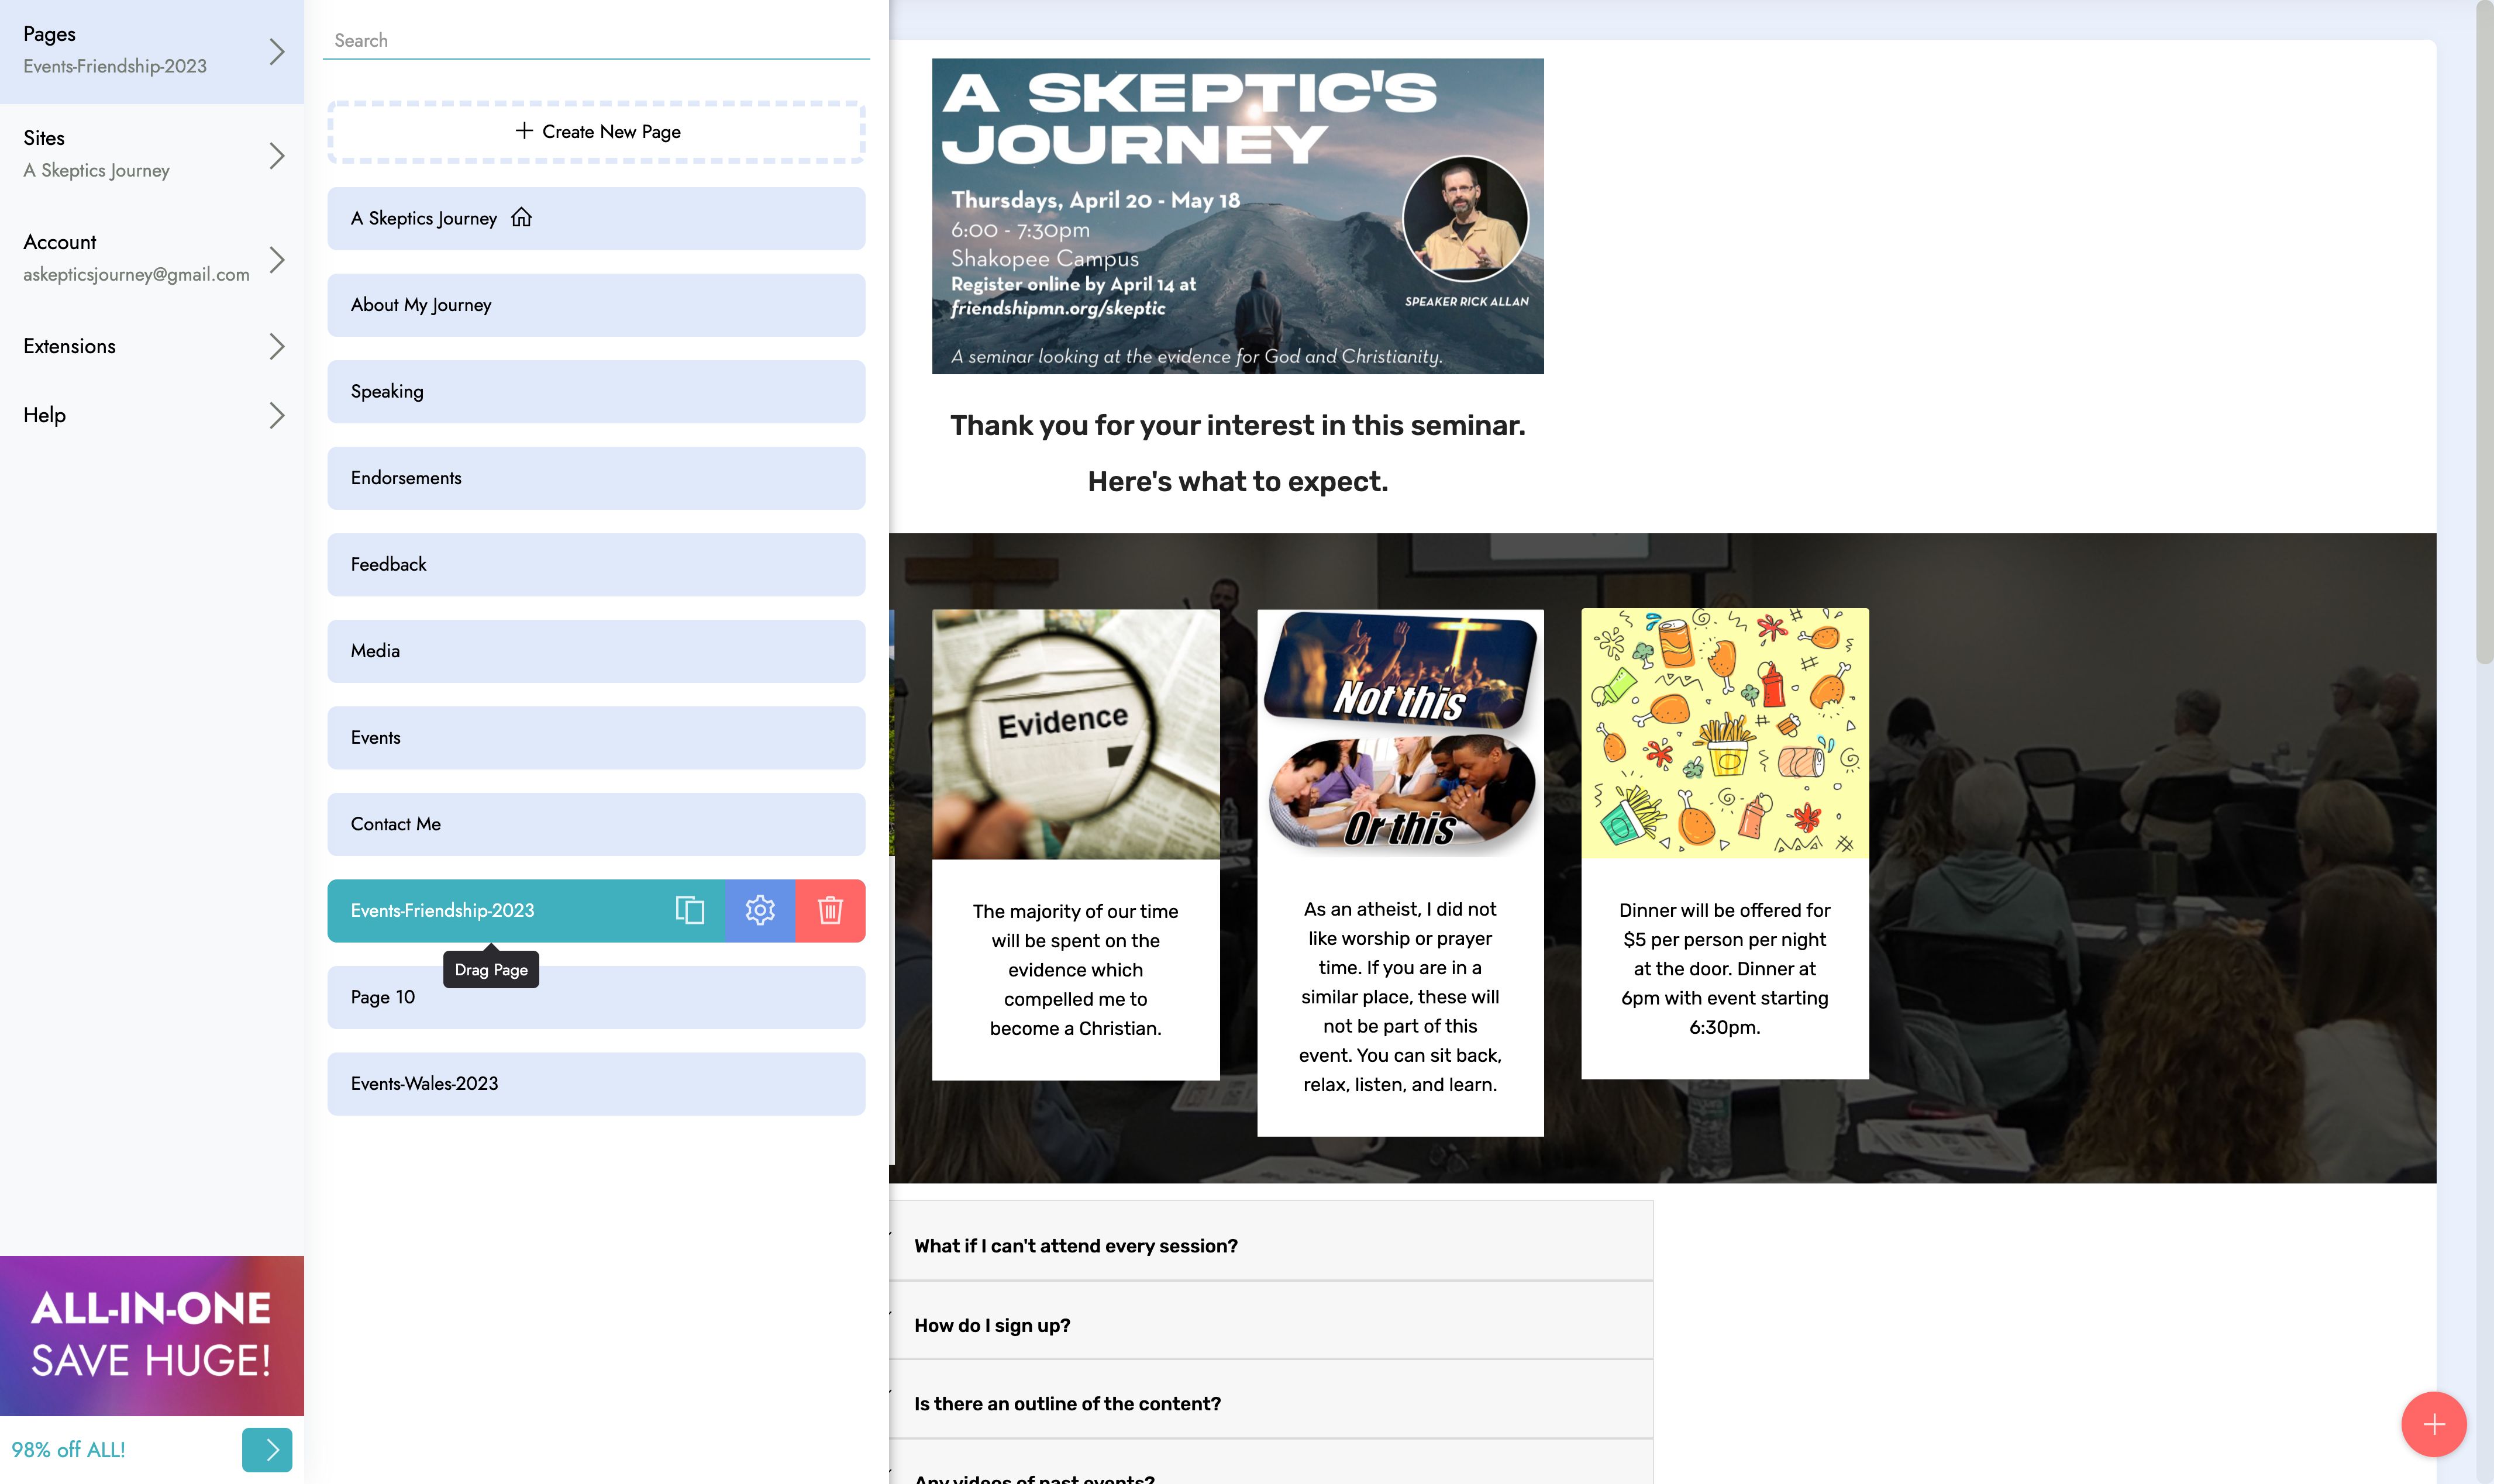 Pages
Events-Friendship-2023
Sites
A Skeptics Journey
Account
askepticsjourney@gmail.com
Extensions
Help
ALL-IN-ONE
SAVE HUGE!
98% off ALL!
Search
+ Create New Page
A Skeptics Journey
About My Journey
Speaking
Endorsements
Feedback
Media
Events
Contact Me
Events-Friendship-2023
Drag Page
Page 10
Events-Wales-2023
A SKEPTIC'S
JOURNEY
Thursdays, April 20 - May 18
6:00 - 7:30pm
Shakopee Campus
Register online by April 14 at
friendshipmn.org/skeptic
SPEAKER RICK ALLAN
A seminar looking at the evidence for God and Christianity.
Thank you for your interest in this seminar.
Here's what to expect.
Evidence
The majority of our time
will be spent on the
evidence which
compelled me to
become a Christian.
Not this
Or this
As an atheist, I did not
like worship or prayer
time. If you are in a
similar place, these will
not be part of this
event. You can sit back,
relax, listen, and learn.
Dinner will be offered for
$5 per person per night
at the door. Dinner at
6pm with event starting
6:30pm.
What if I can't attend every session?
How do I sign up?
Is there an outline of the content?
Any videos of past events?